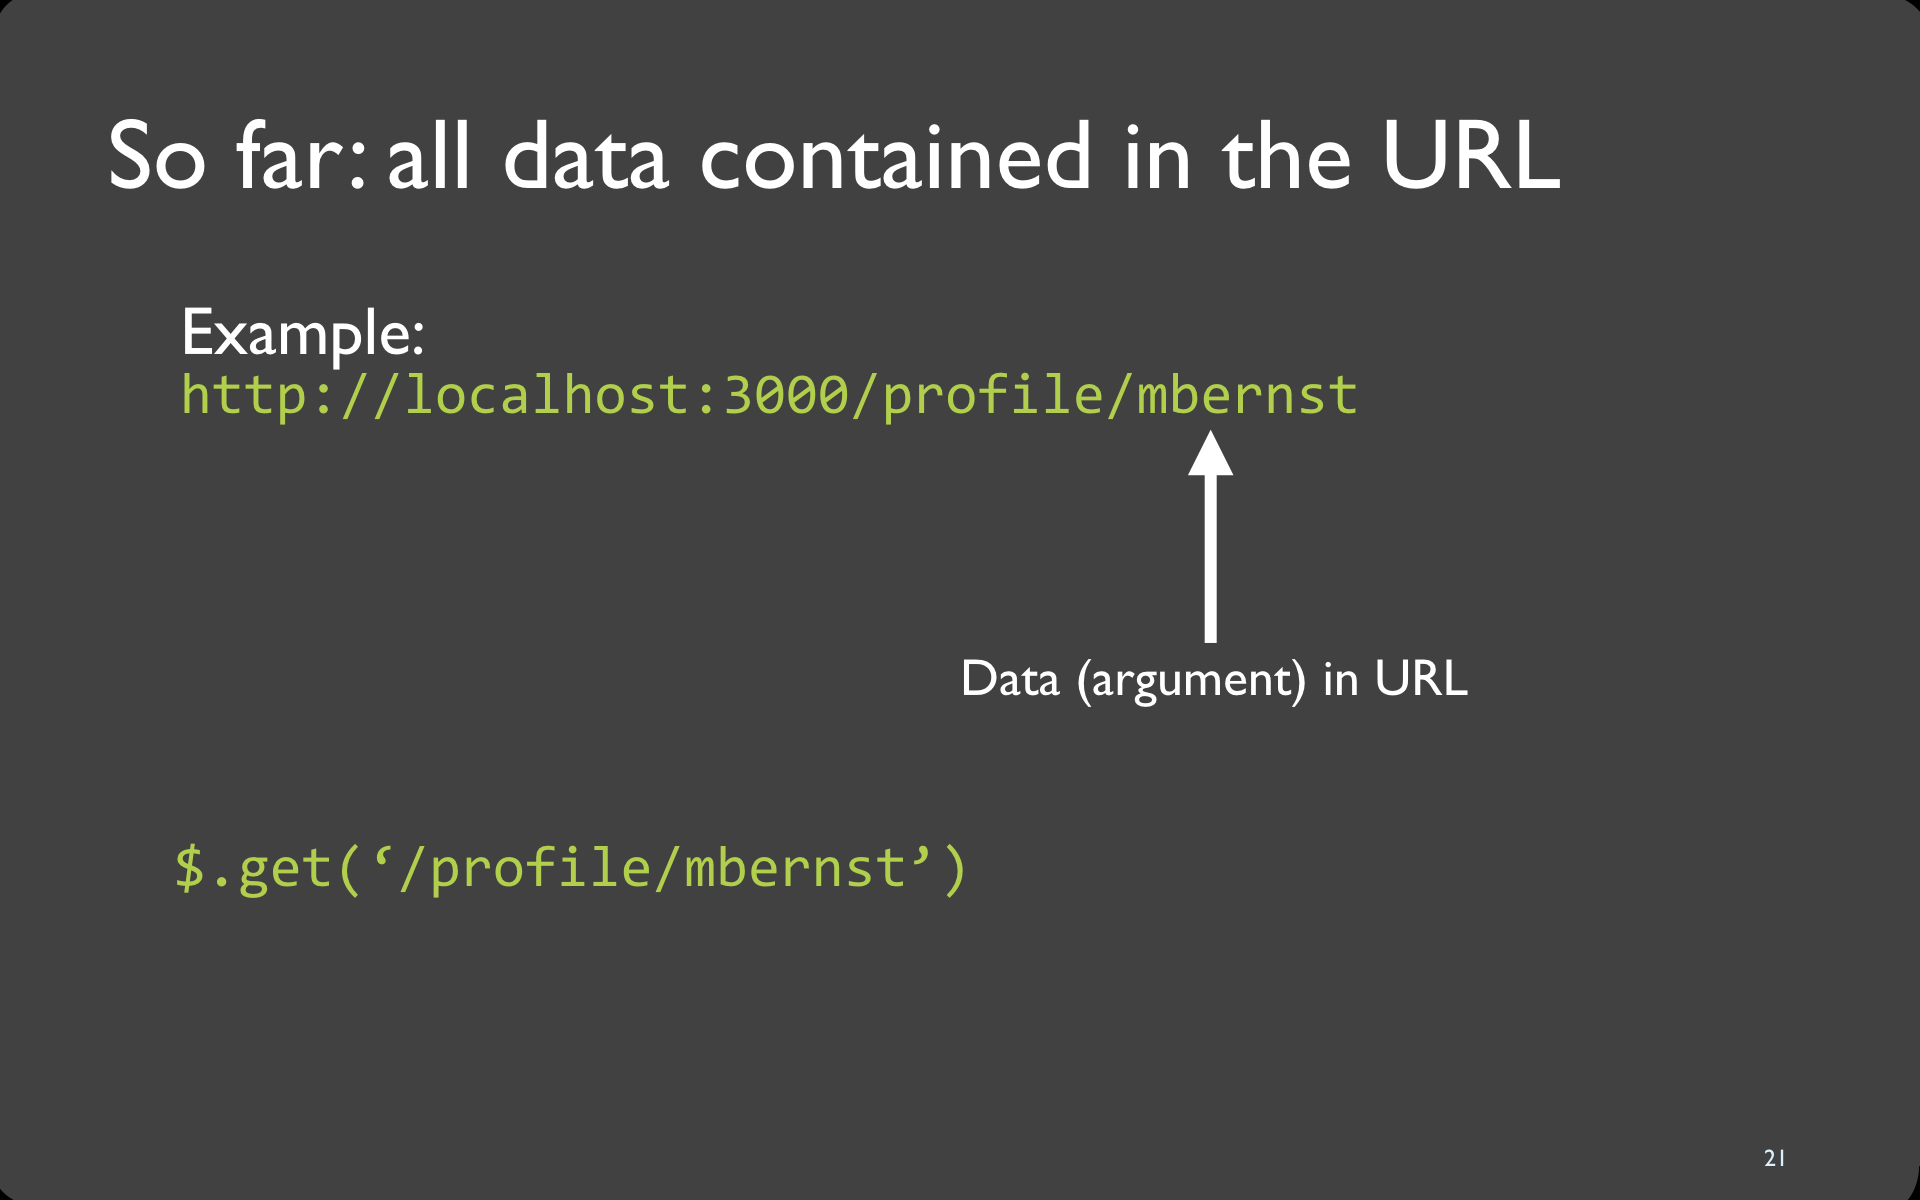 So far: all data contained in the URL
Example:
http://localhost:3000/profile/mbernst
Data (argument) in URL
$.get(‘/profile/mbernst’)
21